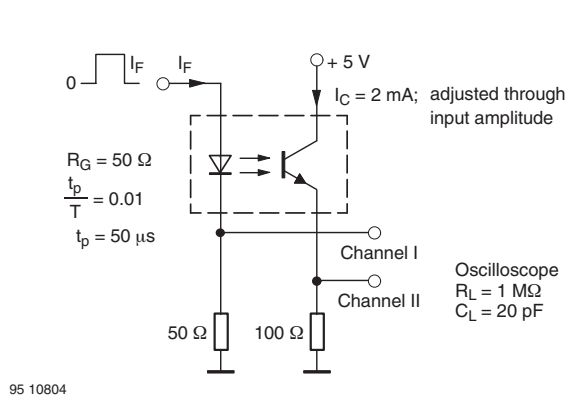 0
I_F
I_F
+ 5 V
I_C = 2 mA; adjusted through
input amplitude
R_G = 50 Ω
t_p
T
= 0.01
t_p = 50 μs
Channel I
Channel II
Oscilloscope
R_L = 1 MΩ
C_L = 20 pF
50 Ω
100 Ω
95 10804